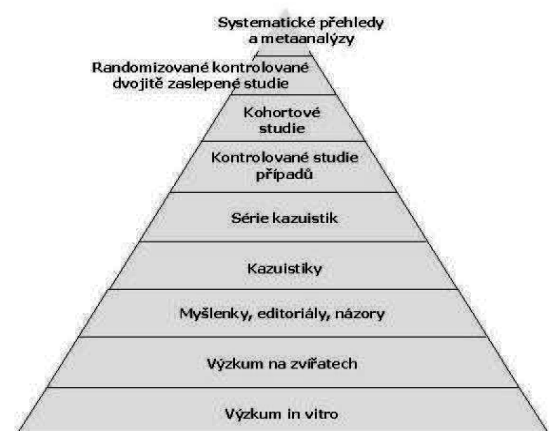 Systematické přehledy
a metaanalýzy
Randomizované kontrolované
dvojitě zaslepené studie
Kohortové
studie
Kontrolované studie
případů
Série kazuistik
Kazuistiky
Myšlenky, editoriály, názory
Výzkum na zvířatech
Výzkum in vitro